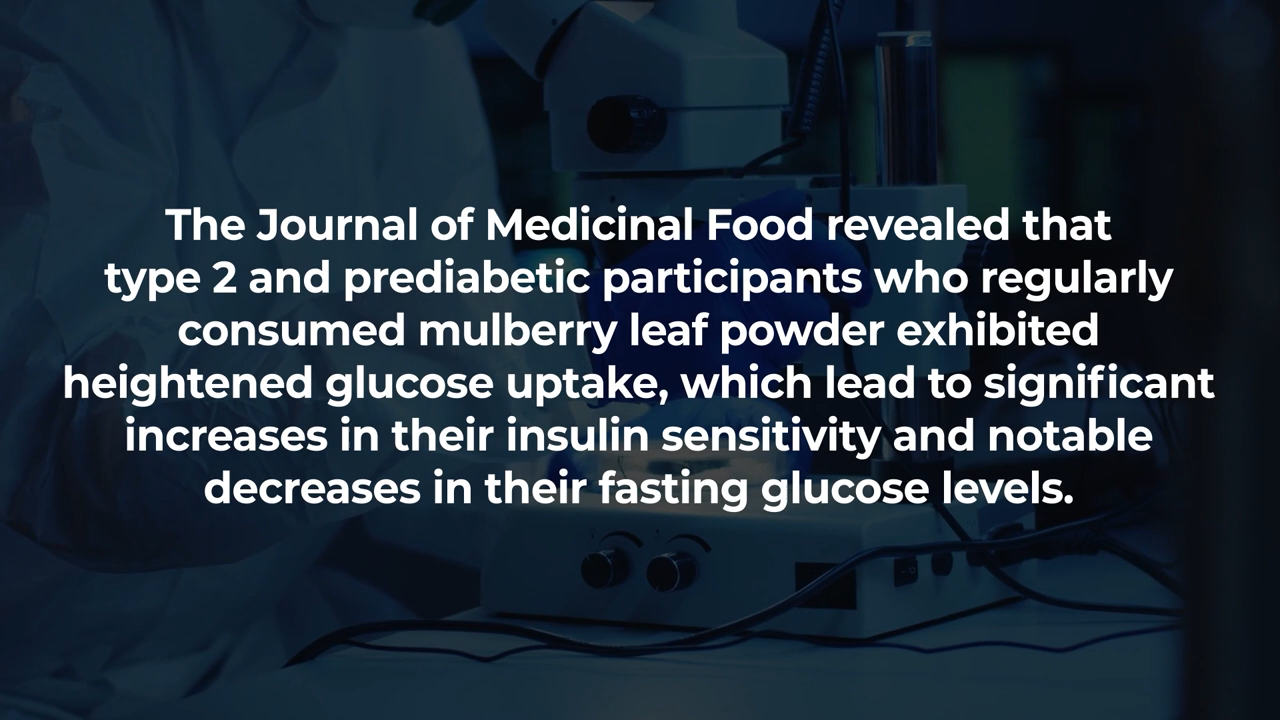 The Journal of Medicinal Food revealed that
type 2 and prediabetic participants who regularly
consumed mulberry leaf powder exhibited
heightened glucose uptake, which lead to significant
increases in their insulin sensitivity and notable
decreases in their fasting glucose levels.